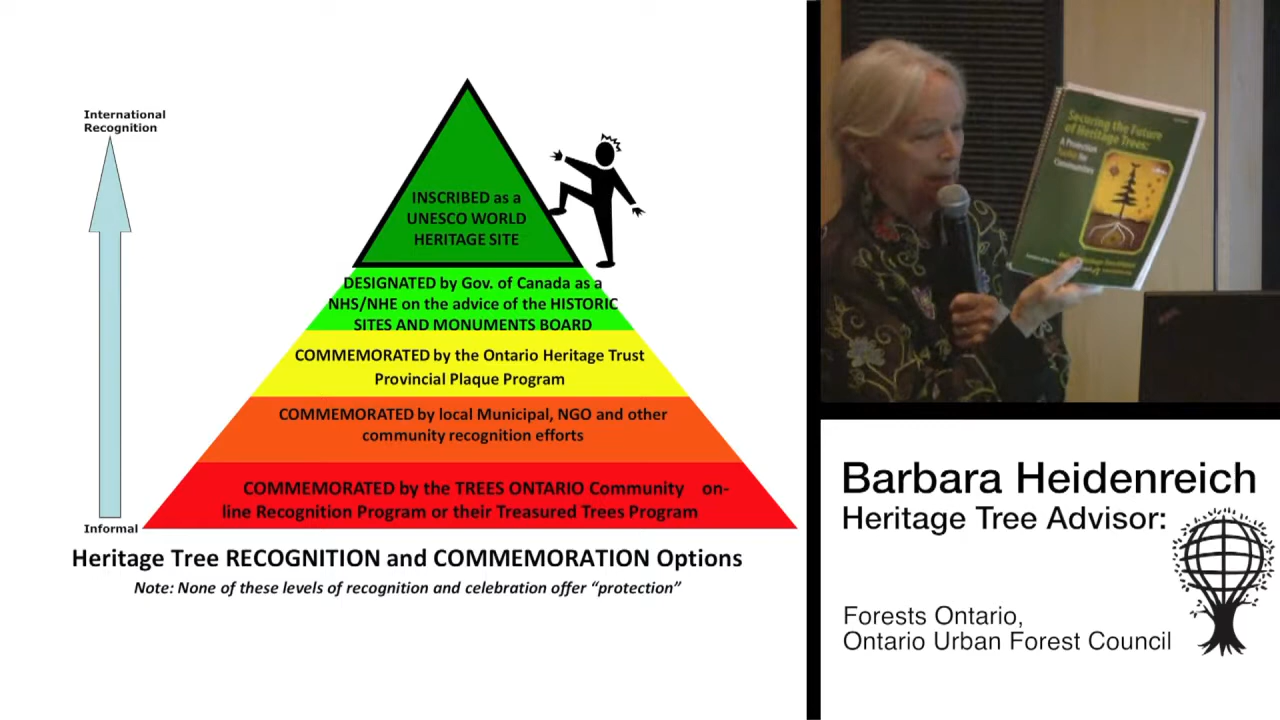 International
Recognition
INSCRIBED as a
UNESCO WORLD
HERITAGE SITE
DESIGNATED by Gov. of Canada as a
NHS/NHE on the advice of the HISTORIC
SITES AND MONUMENTS BOARD
COMMEMORATED by the Ontario Heritage Trust
Provincial Plaque Program
COMMEMORATED by local Municipal, NGO and other
community recognition efforts
COMMEMORATED by the TREES ONTARIO Community on-
line Recognition Program or their Treasured Trees Program
Informal
Heritage Tree RECOGNITION and COMMEMORATION Options
Note: None of these levels of recognition and celebration offer “protection”
Securing the Future
of Heritage Trees:
A Protection
Toolkit for
Communities
Barbara Heidenreich
Heritage Tree Advisor:
Forests Ontario,
Ontario Urban Forest Council